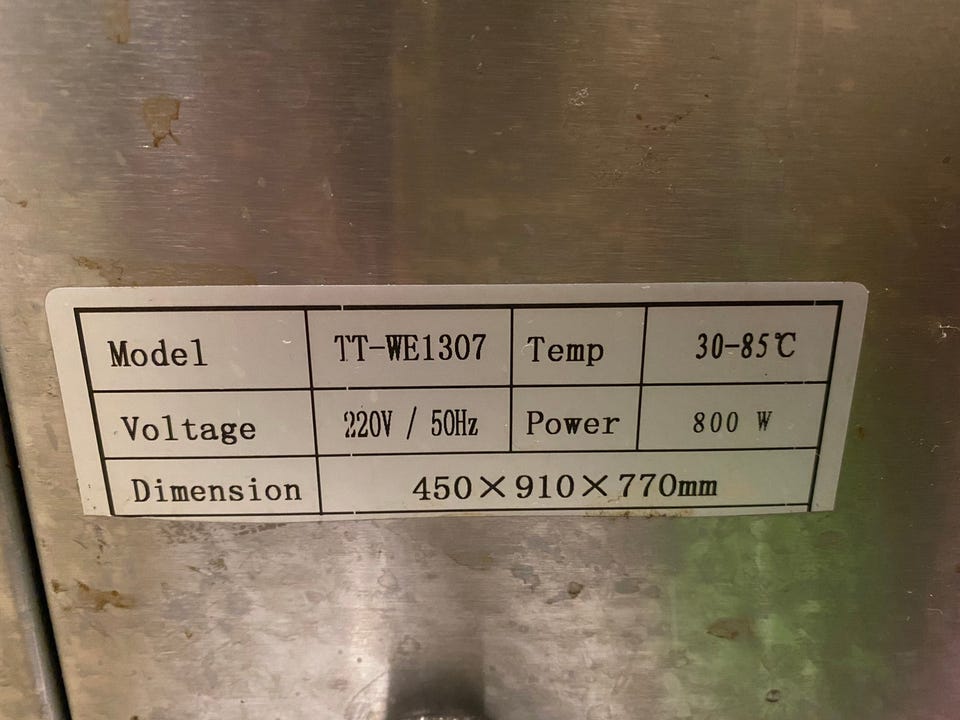 Model TT-WE1307 Temp 30-85℃
Voltage 220V / 50Hz Power 800 W
Dimension 450×910×770mm